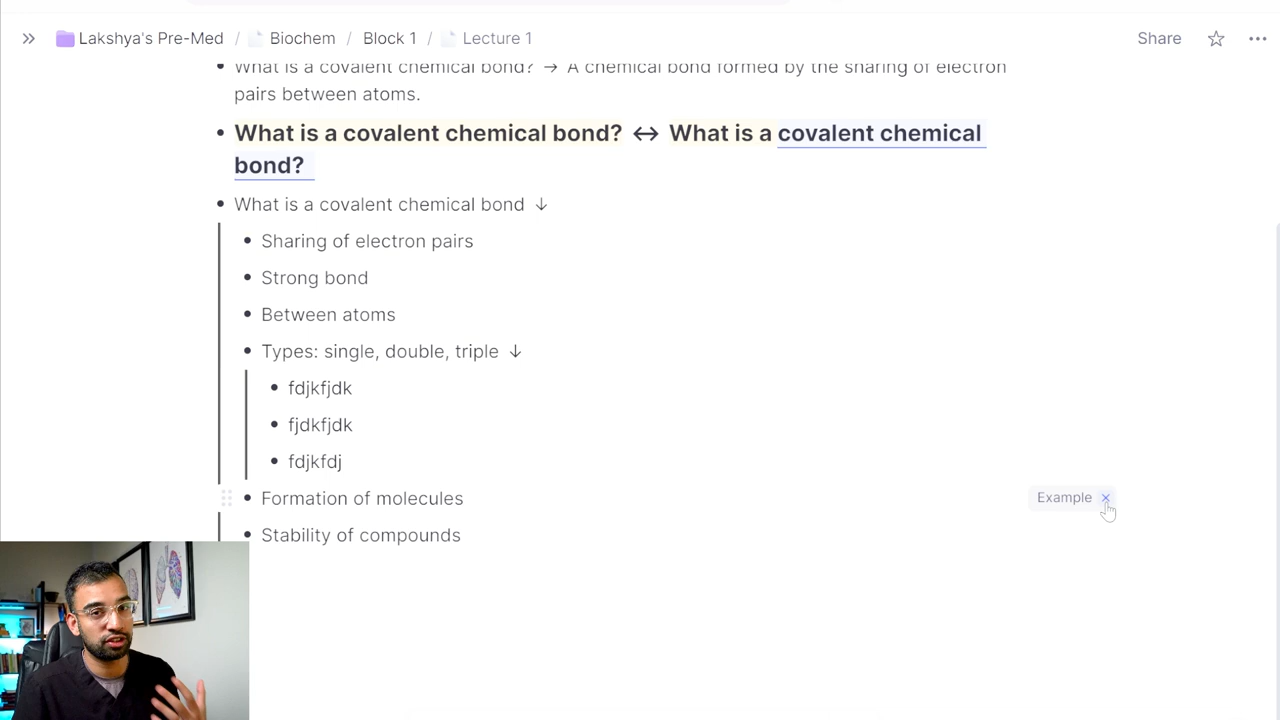 Lakshya's Pre-Med / Biochem / Block 1 / Lecture 1 Share
What is a covalent chemical bond? → A chemical bond formed by the sharing of electron
pairs between atoms.
What is a covalent chemical bond? ↔ What is a covalent chemical
bond?
What is a covalent chemical bond ↓
Sharing of electron pairs
Strong bond
Between atoms
Types: single, double, triple ↓
fdjkfjdk
fjdkfjdk
fdjkfdj
Formation of molecules Example ×
Stability of compounds